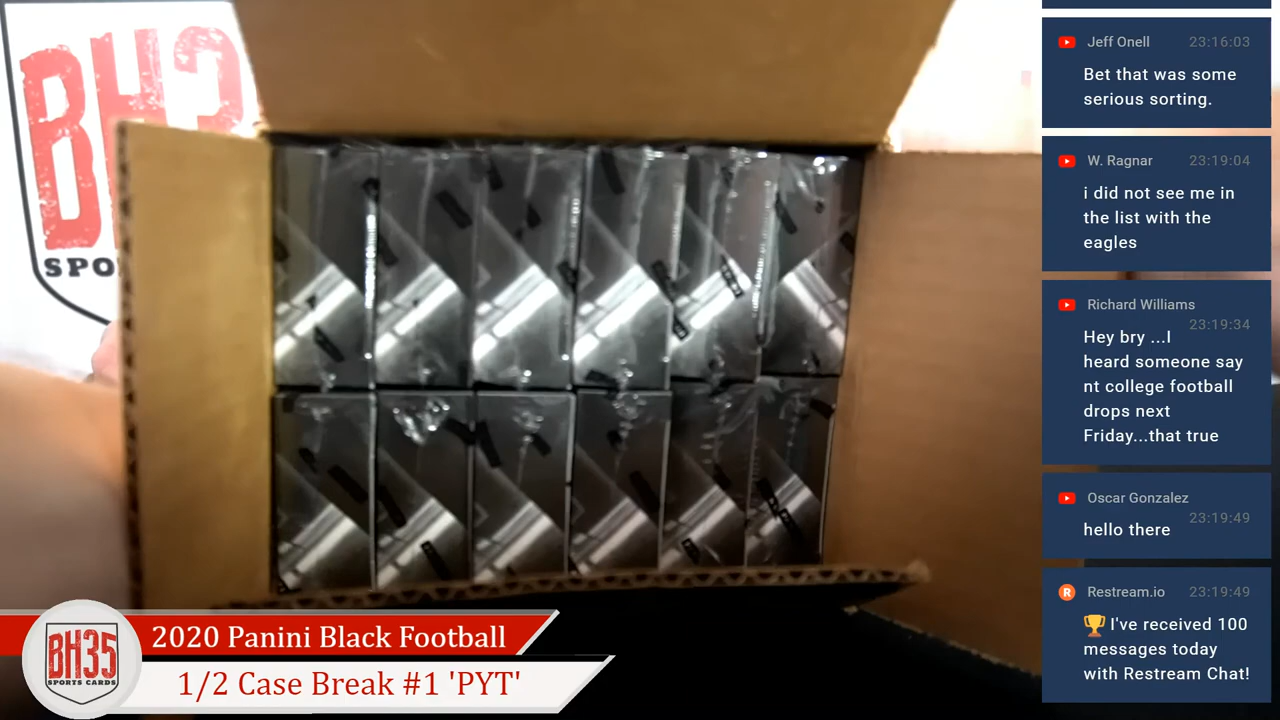 BH3
SPO
Jeff Onell 23:16:03
Bet that was some
serious sorting.
W. Ragnar 23:19:04
i did not see me in
the list with the
eagles
Richard Williams
23:19:34
Hey bry ...I
heard someone say
nt college football
drops next
Friday...that true
Oscar Gonzalez
23:19:49
hello there
R Restream.io 23:19:49
🏆 I've received 100
messages today
with Restream Chat!
BH35
SPORTS CARDS
2020 Panini Black Football
1/2 Case Break #1 'PYT'